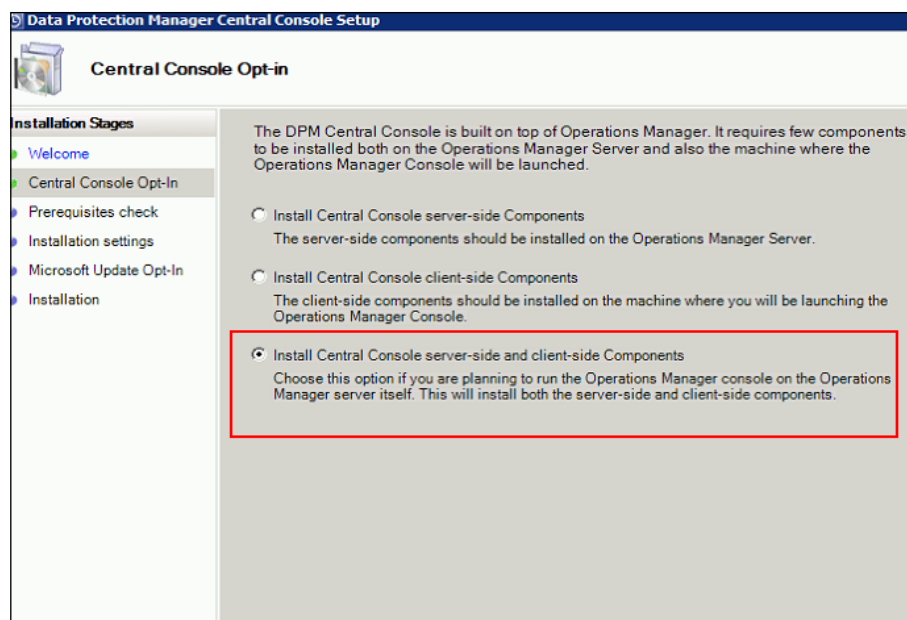 Data Protection Manager Central Console Setup
Central Console Opt-in
Installation Stages
Welcome
Central Console Opt-In
Prerequisites check
Installation settings
Microsoft Update Opt-In
Installation
The DPM Central Console is built on top of Operations Manager. It requires few components
to be installed both on the Operations Manager Server and also the machine where the
Operations Manager Console will be launched.
Install Central Console server-side Components
The server-side components should be installed on the Operations Manager Server.
Install Central Console client-side Components
The client-side components should be installed on the machine where you will be launching the
Operations Manager Console.
Install Central Console server-side and client-side Components
Choose this option if you are planning to run the Operations Manager console on the Operations
Manager server itself. This will install both the server-side and client-side components.